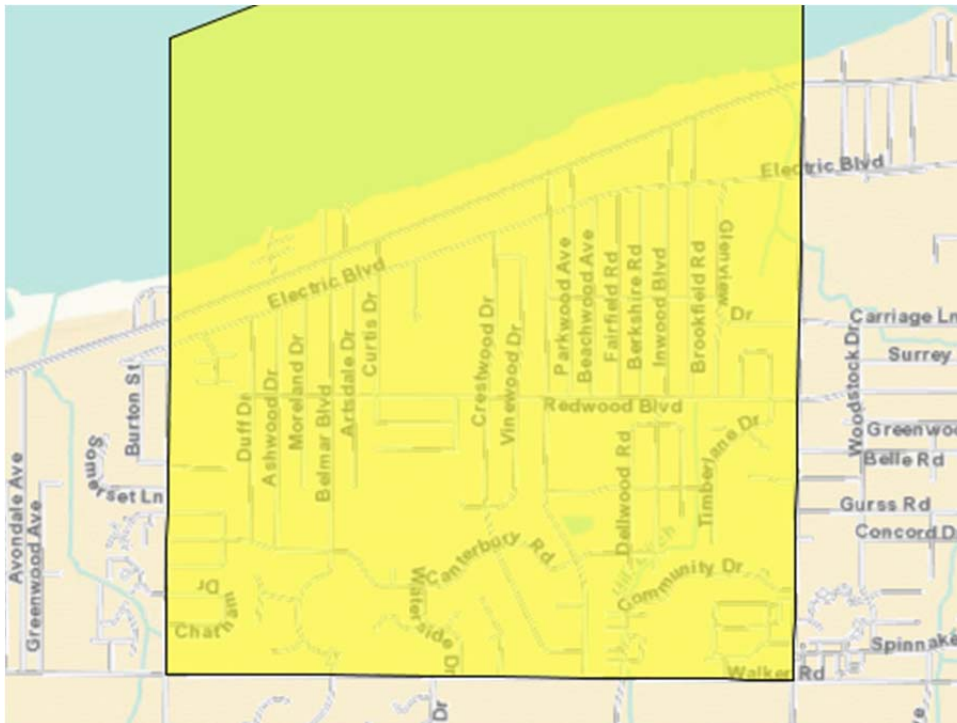 Electric Blvd
Electric Blvd
Glenview
Dr
Parkwood Ave
Beachwood Ave
Fairfield Rd
Berkshire Rd
Inwood Blvd
Brookfield Rd
Carriage Ln
Surrey
Woodstock Dr
Crestwood Dr
Vinewood Dr
Curtis Dr
Artsdale Dr
Belmar Blvd
Moreland Dr
Ashwood Dr
Duff Dr
Burton St
Redwood Blvd
Greenwoo
Belle Rd
Somerset Ln
Dellwood Rd
Timberlane Dr
Gurss Rd
Concord D
Avondale Ave
Greenwood Ave
Canterbury Rd
Community Dr
Chatham
Dr
Waterside Dr
Spinnake
Walker Rd
Dr